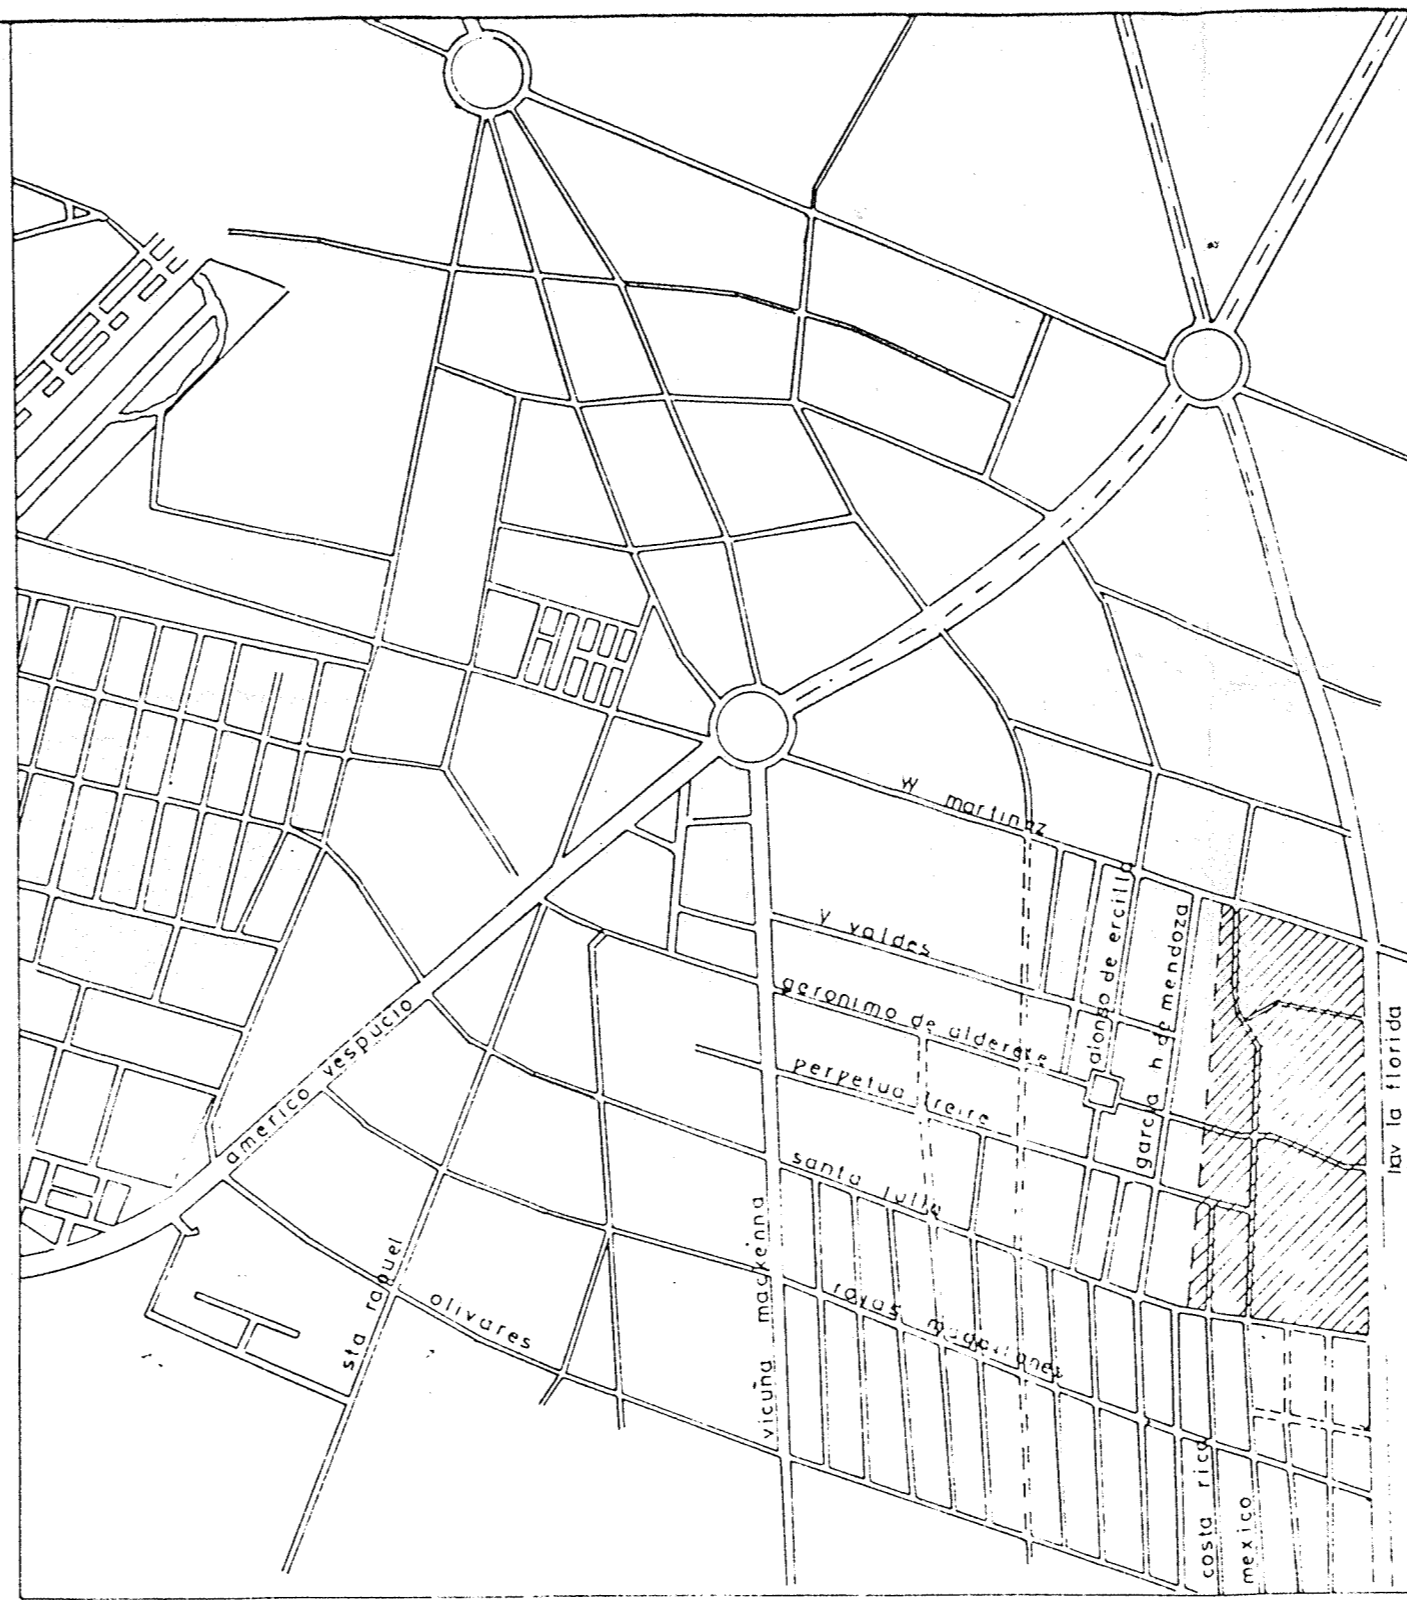 w martinez
y valdes
alonso de ercilla
garcia h de mendoza
geronimo de alderete
perpetua freire
santa julia
rojas magallanes
americo vespucio
sta raquel
olivares
vicuña mackenna
costa rica
mexico
av la florida